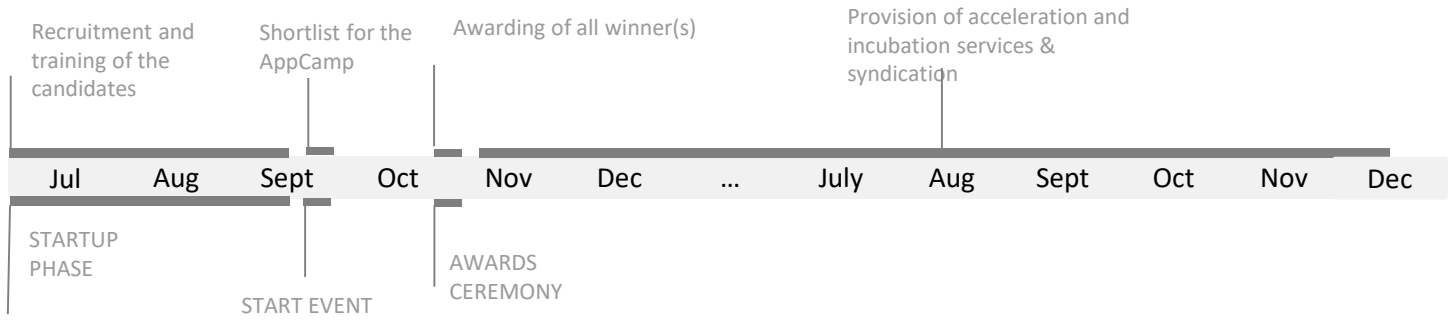 Recruitment and
training of the
candidates
Shortlist for the
AppCamp
Awarding of all winner(s)
Provision of acceleration and
incubation services &
syndication
Jul Aug Sept Oct Nov Dec ... July Aug Sept Oct Nov Dec
STARTUP
PHASE
START EVENT
AWARDS
CEREMONY